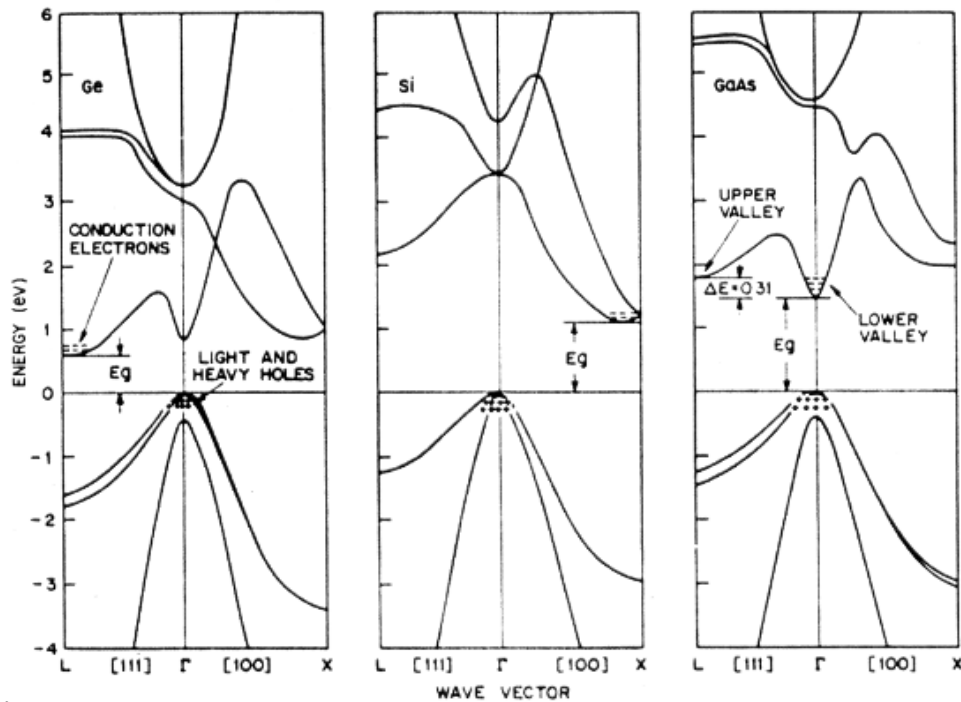 Ge
Si
GaAs
6
5
4
3
2
1
0
-1
-2
-3
-4
ENERGY (eV)
CONDUCTION
ELECTRONS
Eg
LIGHT AND
HEAVY HOLES
Eg
UPPER
VALLEY
ΔE=0.31
LOWER
VALLEY
Eg
L [111] Γ [100] X
L [111] Γ [100] X
L [111] Γ [100] X
WAVE VECTOR